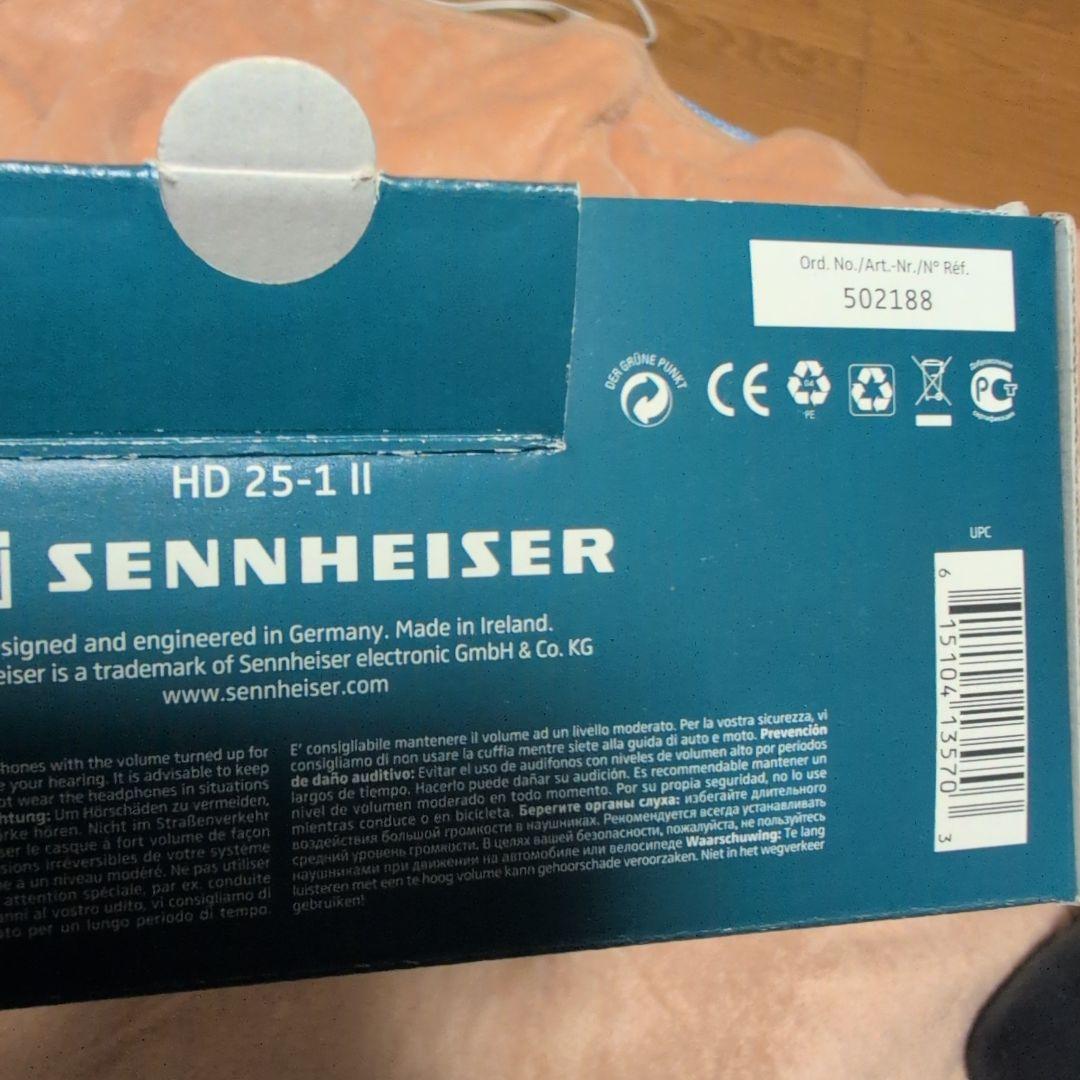 Ord. No./Art.-Nr./N° Réf.
502188
DER GRÜNE PUNKT
CE
04
PE
PCT
Добровольная
сертификация
HD 25-1 II
SENNHEISER
signed and engineered in Germany. Made in Ireland.
eiser is a trademark of Sennheiser electronic GmbH & Co. KG
www.sennheiser.com
UPC
6 15104 13570 3
hones with the volume turned up for
e your hearing. It is advisable to keep
ot wear the headphones in situations
htung: Um Hörschäden zu vermeiden,
rke hören. Nicht im Straßenverkehr
ser le casque à fort volume de façon
sions irréversibles de votre système
e à un niveau modéré. Ne pas utiliser
attention spéciale, par ex. conduite
anni al vostro udito, vi consigliamo di
ato per un lungo periodo di tempo.
E' consigliabile mantenere il volume ad un livello moderato. Per la vostra sicurezza, vi
consigliamo di non usare la cuffia mentre siete alla guida di auto e moto. Prevención
de daño auditivo: Evitar el uso de audífonos con niveles de volumen alto por períodos
largos de tiempo. Hacerlo puede dañar su audición. Es recommendable mantener un
nivel de volumen moderado en todo momento. Por su propia seguridad, no lo use
mientras conduce o en bicicleta. Берегите органы слуха: избегайте длительного
воздействия большой громкости в наушниках. Рекомендуется всегда устанавливать
средний уровень громкости. В целях вашей безопасности, пожалуйста, не пользуйтесь
наушниками при движении на автомобиле или велосипеде Waarschuwing: Te lang
luisteren met een te hoog volume kann gehoorschade veroorzaken. Niet in het wegverkeer
gebruiken!